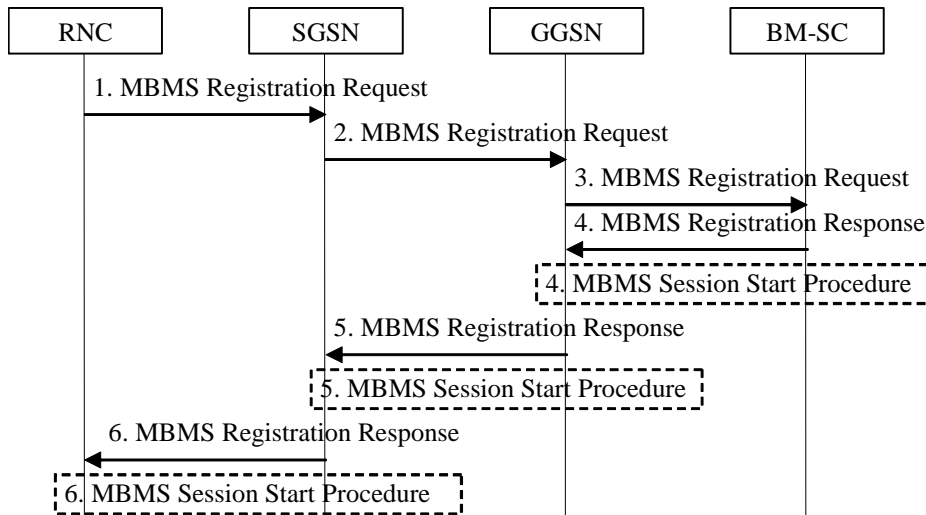 RNC
SGSN
GGSN
BM-SC
1. MBMS Registration Request
2. MBMS Registration Request
3. MBMS Registration Request
4. MBMS Registration Response
4. MBMS Session Start Procedure
5. MBMS Registration Response
5. MBMS Session Start Procedure
6. MBMS Registration Response
6. MBMS Session Start Procedure